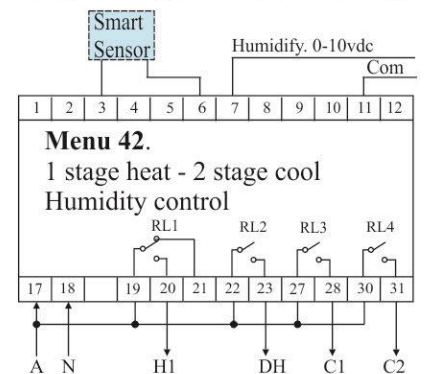 Smart
Sensor
Humidify. 0-10vdc
Com
1 2 3 4 5 6 7 8 9 10 11 12
Menu 42.
1 stage heat - 2 stage cool
Humidity control
RL1 RL2 RL3 RL4
17 18 19 20 21 22 23 27 28 30 31
A N H1 DH C1 C2